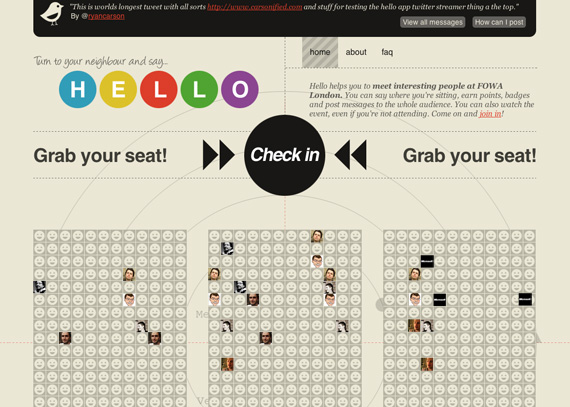 "This is worlds longest tweet with all sorts http://www.carsonified.com and stuff for testing the hello app twitter streamer thing a the top."
By @ryancarson
View all messages
How can I post
home
about
faq
Turn to your neighbour and say...
HELLO
Hello helps you to meet interesting people at FOWA
London. You can say where you're sitting, earn points, badges
and post messages to the whole audience. You can also watch the
event, even if you're not attending. Come on and join in!
Grab your seat!
Check in
Grab your seat!